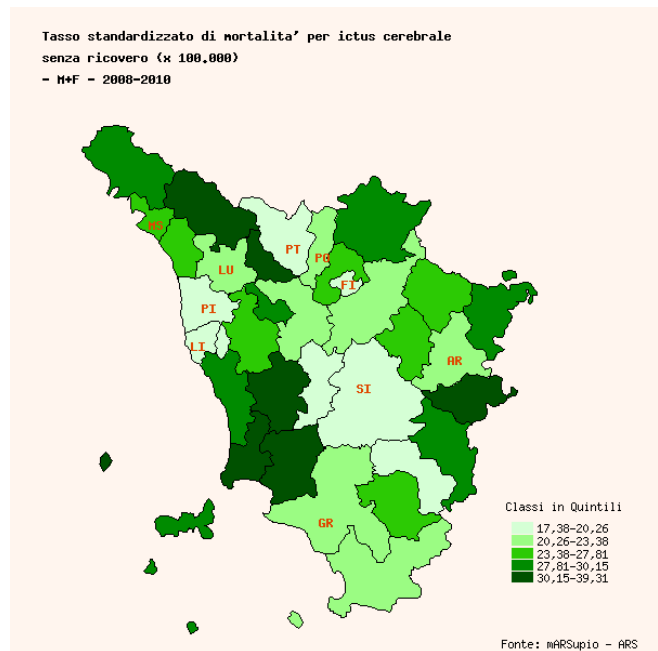 Tasso standardizzato di mortalita' per ictus cerebrale
senza ricovero (x 100.000)
- M+F - 2008-2010
MS
PT
PO
LU
FI
PI
LI
AR
SI
GR
Classi in Quintili
17,38-20,26
20,26-23,38
23,38-27,81
27,81-30,15
30,15-39,31
Fonte: mARSupio - ARS